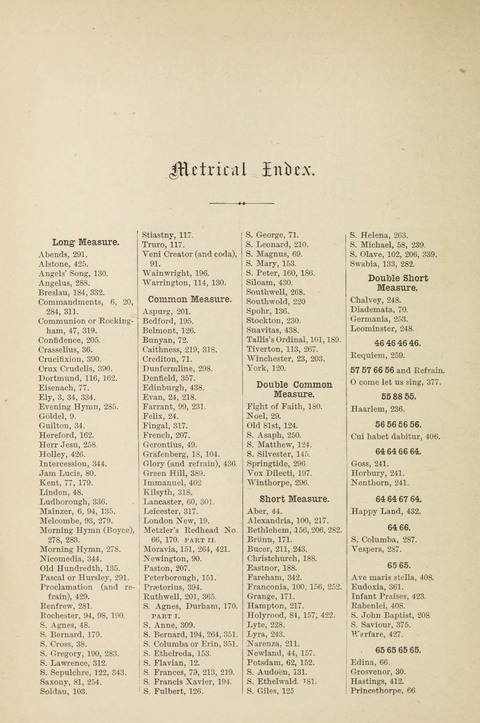 Metrical Index.
Long Measure.
Abends, 291.
Alstone, 425.
Angels' Song, 130.
Angelus, 288.
Breslau, 184, 332.
Commandments, 6, 20,
284, 311.
Communion or Rocking-
ham, 47, 319.
Confidence, 205.
Crasselius, 36.
Crucifixion, 390.
Crux Crudelis, 390.
Dortmund, 116, 162.
Eisenach, 77.
Ely, 3, 34, 334.
Evening Hymn, 285.
Göldel, 9.
Guilton, 34.
Hereford, 162.
Herr Jesu, 258.
Holley, 426.
Intercession, 344.
Jam Lucis, 80.
Kent, 77, 179.
Linden, 48.
Ludborough, 336.
Mainzer, 6, 94, 135.
Melcombe, 93, 279.
Morning Hymn (Boyce),
278, 283.
Morning Hymn, 278.
Nicomedia, 344.
Old Hundredth, 135.
Pascal or Hursley, 291.
Proclamation (and re-
frain), 429.
Renfrew, 281.
Rochester, 94, 98, 190.
S. Agnes, 48.
S. Bernard, 179.
S. Cross, 38.
S. Gregory, 190, 283.
S. Lawrence, 312.
S. Sepulchre, 122, 343.
Saxony, 81, 254.
Soldau, 103.
Stiastny, 117.
Truro, 117.
Veni Creator (and coda),
91.
Wainwright, 196.
Warrington, 114, 130.
Common Measure.
Aspurg, 201.
Bedford, 195.
Belmont, 126.
Bunyan, 72.
Caithness, 219, 318.
Crediton, 71.
Dunfermline, 298.
Denfield, 357.
Edinburgh, 438.
Evan, 24, 218.
Farrant, 99, 231.
Felix, 24.
Fingal, 317.
French, 207.
Gerontius, 49.
Gräfenberg, 18, 104.
Glory (and refrain), 436.
Green Hill, 389.
Immanuel, 402
Kilsyth, 318.
Lancaster, 60, 301.
Leicester, 317.
London New, 19.
Metzler's Redhead No.
66, 170. PART II.
Moravia, 151, 264, 421.
Newington, 90.
Paston, 207.
Peterborough, 151.
Prætorius, 394.
Ruthwell, 201, 365.
S. Agnes, Durham, 170.
PART I.
S. Anne, 309.
S. Bernard, 194, 264, 351.
S. Columba or Erin, 351.
S. Ethelreda, 153.
S. Flavian, 12.
S. Frances, 79, 213, 219.
S. Francis Xavier, 194.
S. Fulbert, 126.
S. George, 71.
S. Leonard, 210.
S. Magnus, 69.
S. Mary, 153.
S. Peter, 160, 186.
Siloam, 430.
Southwell, 268.
Southwold, 220
Spohr, 136.
Stockton, 230.
Suavitas, 438.
Tallis's Ordinal, 101, 189.
Tiverton, 113, 267.
Winchester, 23, 203.
York, 120.
Double Common
Measure.
Fight of Faith, 180.
Noel, 29.
Old 81st, 124.
S. Asaph, 250.
S. Matthew, 124.
S. Silvester, 145.
Springtide, 296
Vox Dilecti, 197.
Winthorpe, 296.
Short Measure.
Aber, 44.
Alexandria, 100, 217.
Bethlehem, 156, 206, 282.
Brünn, 171.
Bucer, 211, 243.
Christchurch, 188.
Eastnor, 188.
Fareham, 342.
Franconia, 100, 156, 252.
Grange, 171.
Hampton, 217.
Holyrood, 84, 157, 422.
Lyte, 228.
Lyra, 243.
Narenza, 211.
Newland, 44, 157.
Potsdam, 62, 152.
S. Audoën, 131.
S. Ethelwald, 181.
S. Giles, 125
S. Helena, 263.
S. Michael, 58, 239.
S. Olave, 102, 206, 339.
Swabia, 133, 282.
Double Short
Measure.
Chalvey, 248.
Diademata, 70.
Germania, 253.
Leominster, 248.
46 46 46 46.
Requiem, 259.
57 57 66 56 and Refrain.
O come let us sing, 377.
55 88 55.
Haarlem, 236.
56 56 56 56.
Cui habet dabitur, 406.
64 64 66 64.
Goss, 241.
Horbury, 241.
Nenthorn, 241.
64 64 67 64.
Happy Land, 432.
64 66.
S. Columba, 287.
Vespers, 287.
65 65.
Ave maris stella, 408.
Eudoxia, 361.
Infant Praises, 423.
Rabenlei, 408.
S. John Baptist, 208.
S. Saviour, 375.
Warfare, 427.
65 65 65 65.
Edina, 66.
Grosvenor, 30.
Hastings, 412
Princethorpe, 66